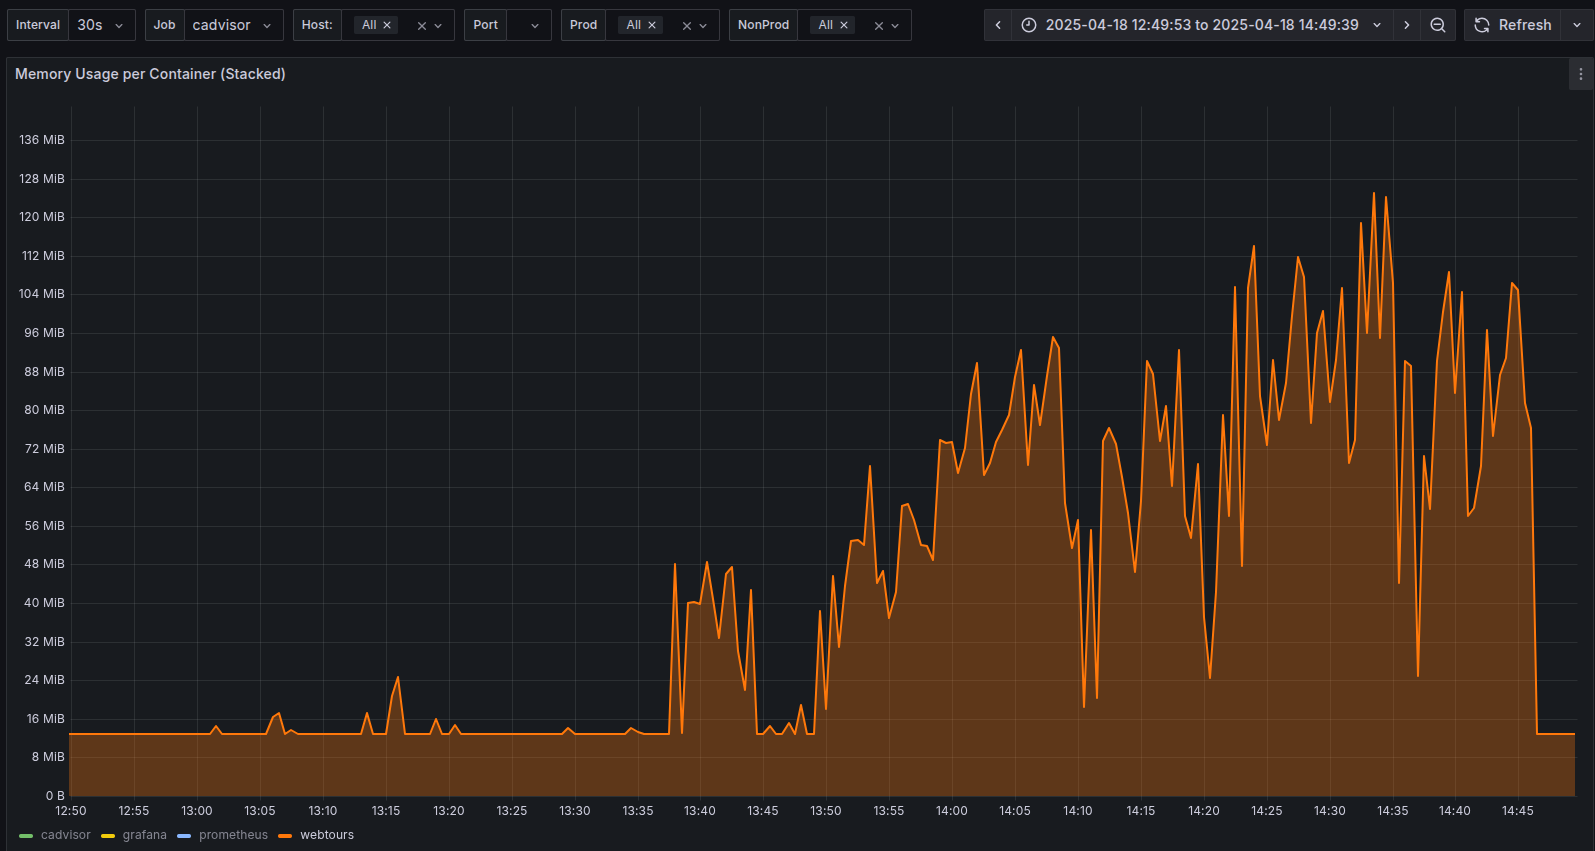 Interval 30s Job cadvisor Host: All Port Prod All NonProd All 2025-04-18 12:49:53 to 2025-04-18 14:49:39 Refresh
Memory Usage per Container (Stacked)
136 MiB
128 MiB
120 MiB
112 MiB
104 MiB
96 MiB
88 MiB
80 MiB
72 MiB
64 MiB
56 MiB
48 MiB
40 MiB
32 MiB
24 MiB
16 MiB
8 MiB
0 B
12:50 12:55 13:00 13:05 13:10 13:15 13:20 13:25 13:30 13:35 13:40 13:45 13:50 13:55 14:00 14:05 14:10 14:15 14:20 14:25 14:30 14:35 14:40 14:45
cadvisor grafana prometheus webtours